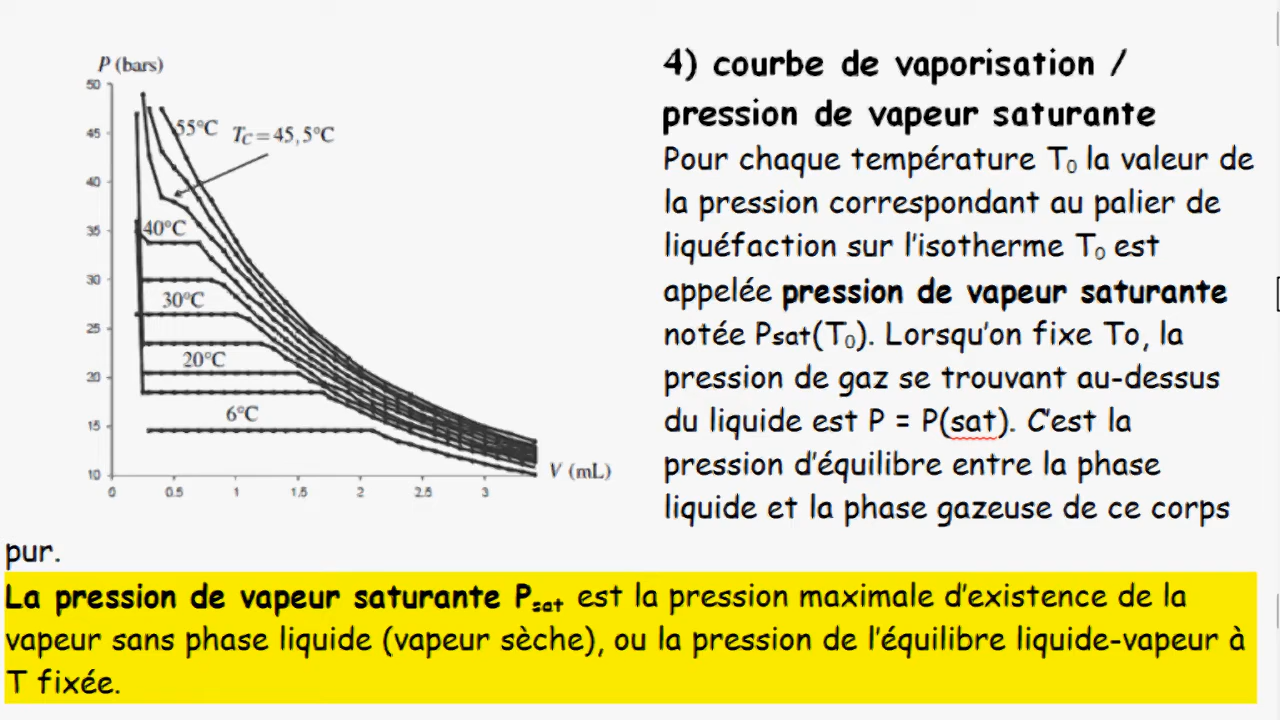 P (bars)
50
45
40
35
30
25
20
15
10
0
0.5
1
1.5
2
2.5
3
V (mL)
55°C
T_C = 45,5°C
40°C
30°C
20°C
6°C
4) courbe de vaporisation /
pression de vapeur saturante
Pour chaque température T₀ la valeur de
la pression correspondant au palier de
liquéfaction sur l'isotherme T₀ est
appelée pression de vapeur saturante
notée Psat(T₀). Lorsqu'on fixe To, la
pression de gaz se trouvant au-dessus
du liquide est P = P(sat). C'est la
pression d'équilibre entre la phase
liquide et la phase gazeuse de ce corps
pur.
La pression de vapeur saturante Psat est la pression maximale d'existence de la
vapeur sans phase liquide (vapeur sèche), ou la pression de l'équilibre liquide-vapeur à
T fixée.